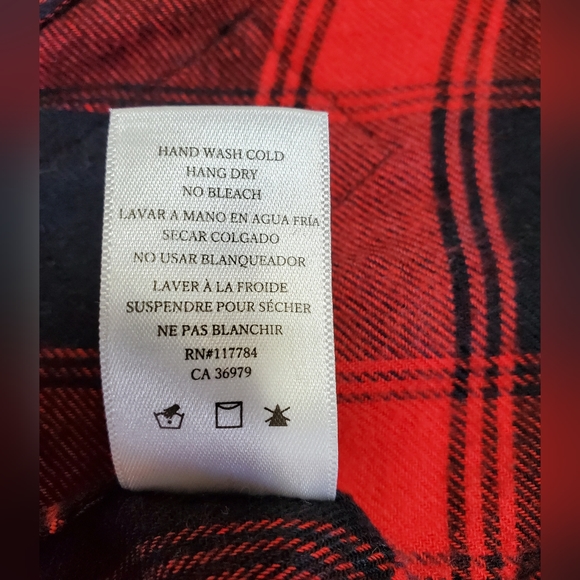 HAND WASH COLD
HANG DRY
NO BLEACH
LAVAR A MANO EN AGUA FRÍA
SECAR COLGADO
NO USAR BLANQUEADOR
LAVER À LA FROIDE
SUSPENDRE POUR SÉCHER
NE PAS BLANCHIR
RN#117784
CA 36979